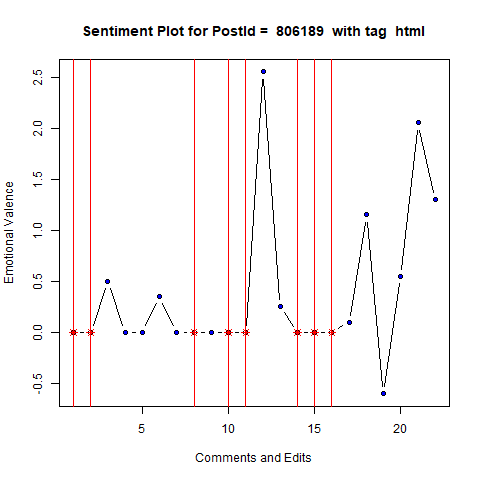 Sentiment Plot for PostId = 806189 with tag html
Emotional Valence
2.5
2.0
1.5
1.0
0.5
0.0
-0.5
5 10 15 20
Comments and Edits